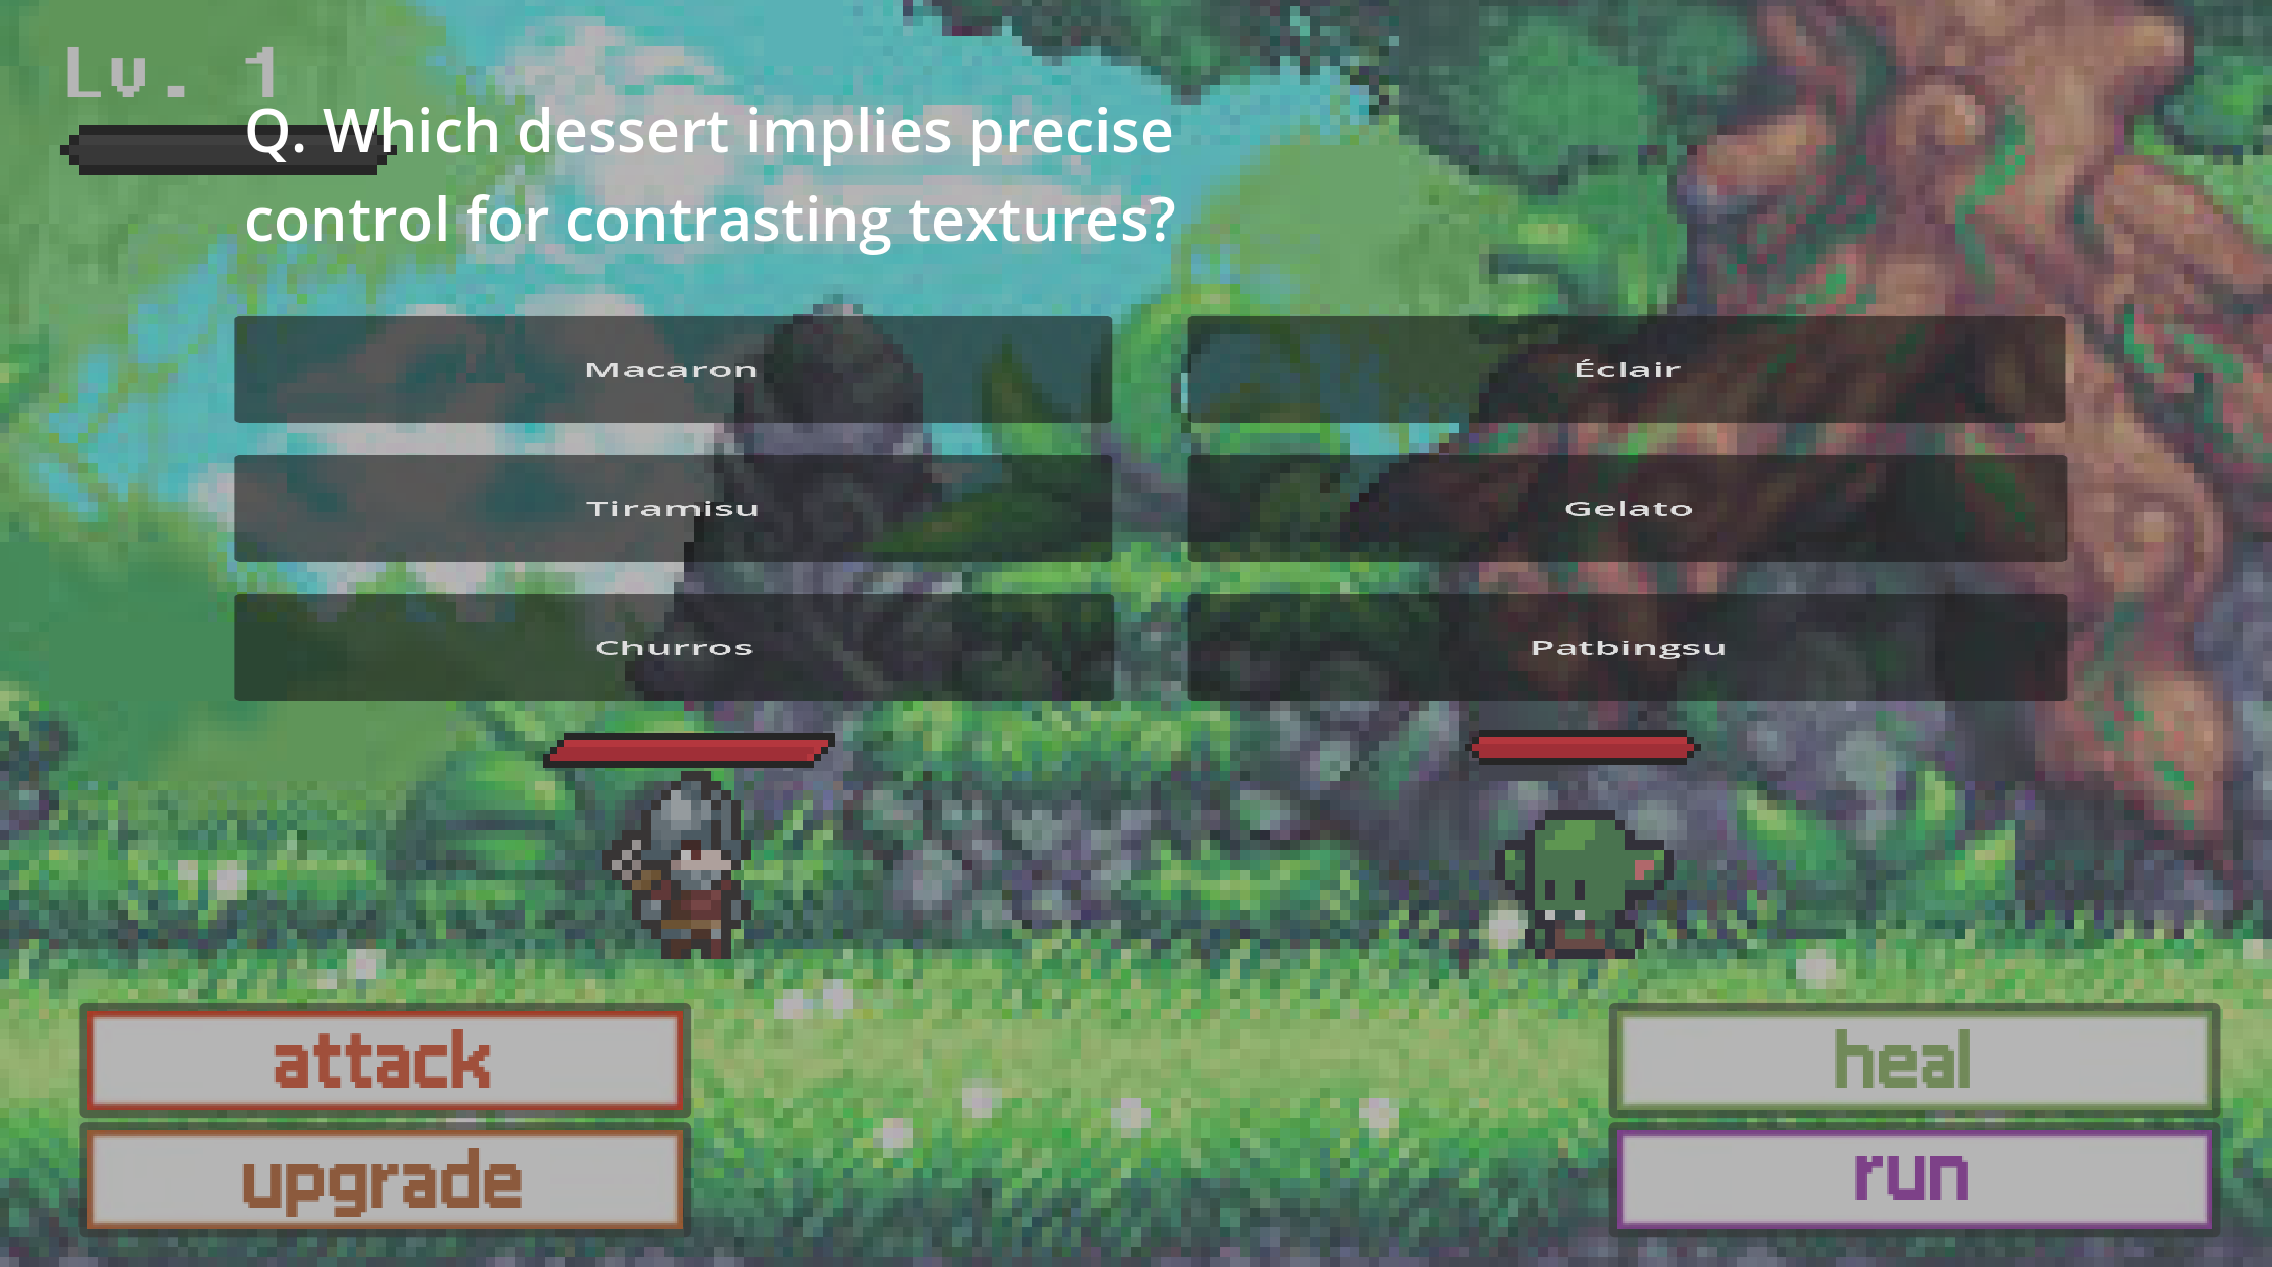 Lv. 1
Q. Which dessert implies precise
control for contrasting textures?
Macaron
Éclair
Tiramisu
Gelato
Churros
Patbingsu
attack
heal
upgrade
run